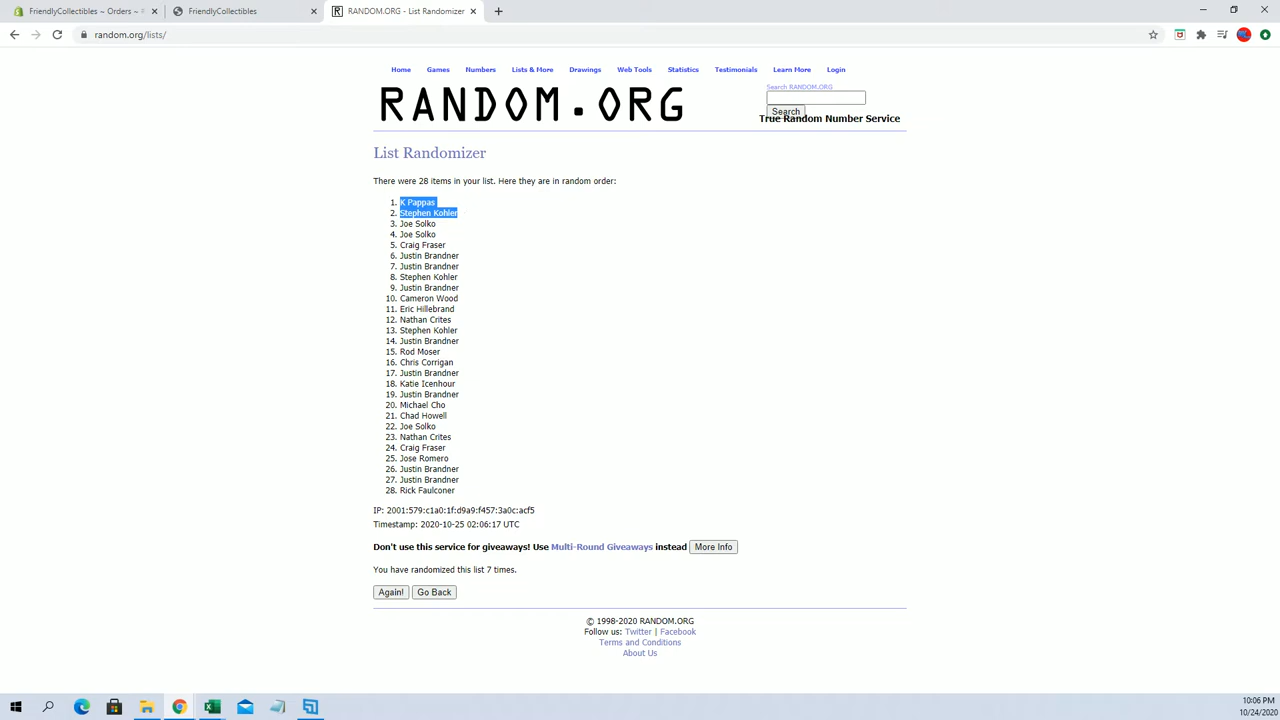 FriendlyCollectibles ~ Orders ~ 
FriendlyCollectibles
RANDOM.ORG - List Randomizer
random.org/lists/
Home Games Numbers Lists & More Drawings Web Tools Statistics Testimonials Learn More Login
RANDOM.ORG
Search RANDOM.ORG
Search
True Random Number Service
List Randomizer
There were 28 items in your list. Here they are in random order:
1. K Pappas
2. Stephen Kohler
3. Joe Solko
4. Joe Solko
5. Craig Fraser
6. Justin Brandner
7. Justin Brandner
8. Stephen Kohler
9. Justin Brandner
10. Cameron Wood
11. Eric Hillebrand
12. Nathan Crites
13. Stephen Kohler
14. Justin Brandner
15. Rod Moser
16. Chris Corrigan
17. Justin Brandner
18. Katie Icenhour
19. Justin Brandner
20. Michael Cho
21. Chad Howell
22. Joe Solko
23. Nathan Crites
24. Craig Fraser
25. Jose Romero
26. Justin Brandner
27. Justin Brandner
28. Rick Faulconer
IP: 2001:579:c1a0:1f:d9a9:f457:3a0c:acf5
Timestamp: 2020-10-25 02:06:17 UTC
Don't use this service for giveaways! Use Multi-Round Giveaways instead More Info
You have randomized this list 7 times.
Again! Go Back
© 1998-2020 RANDOM.ORG
Follow us: Twitter | Facebook
Terms and Conditions
About Us
10:06 PM
10/24/2020